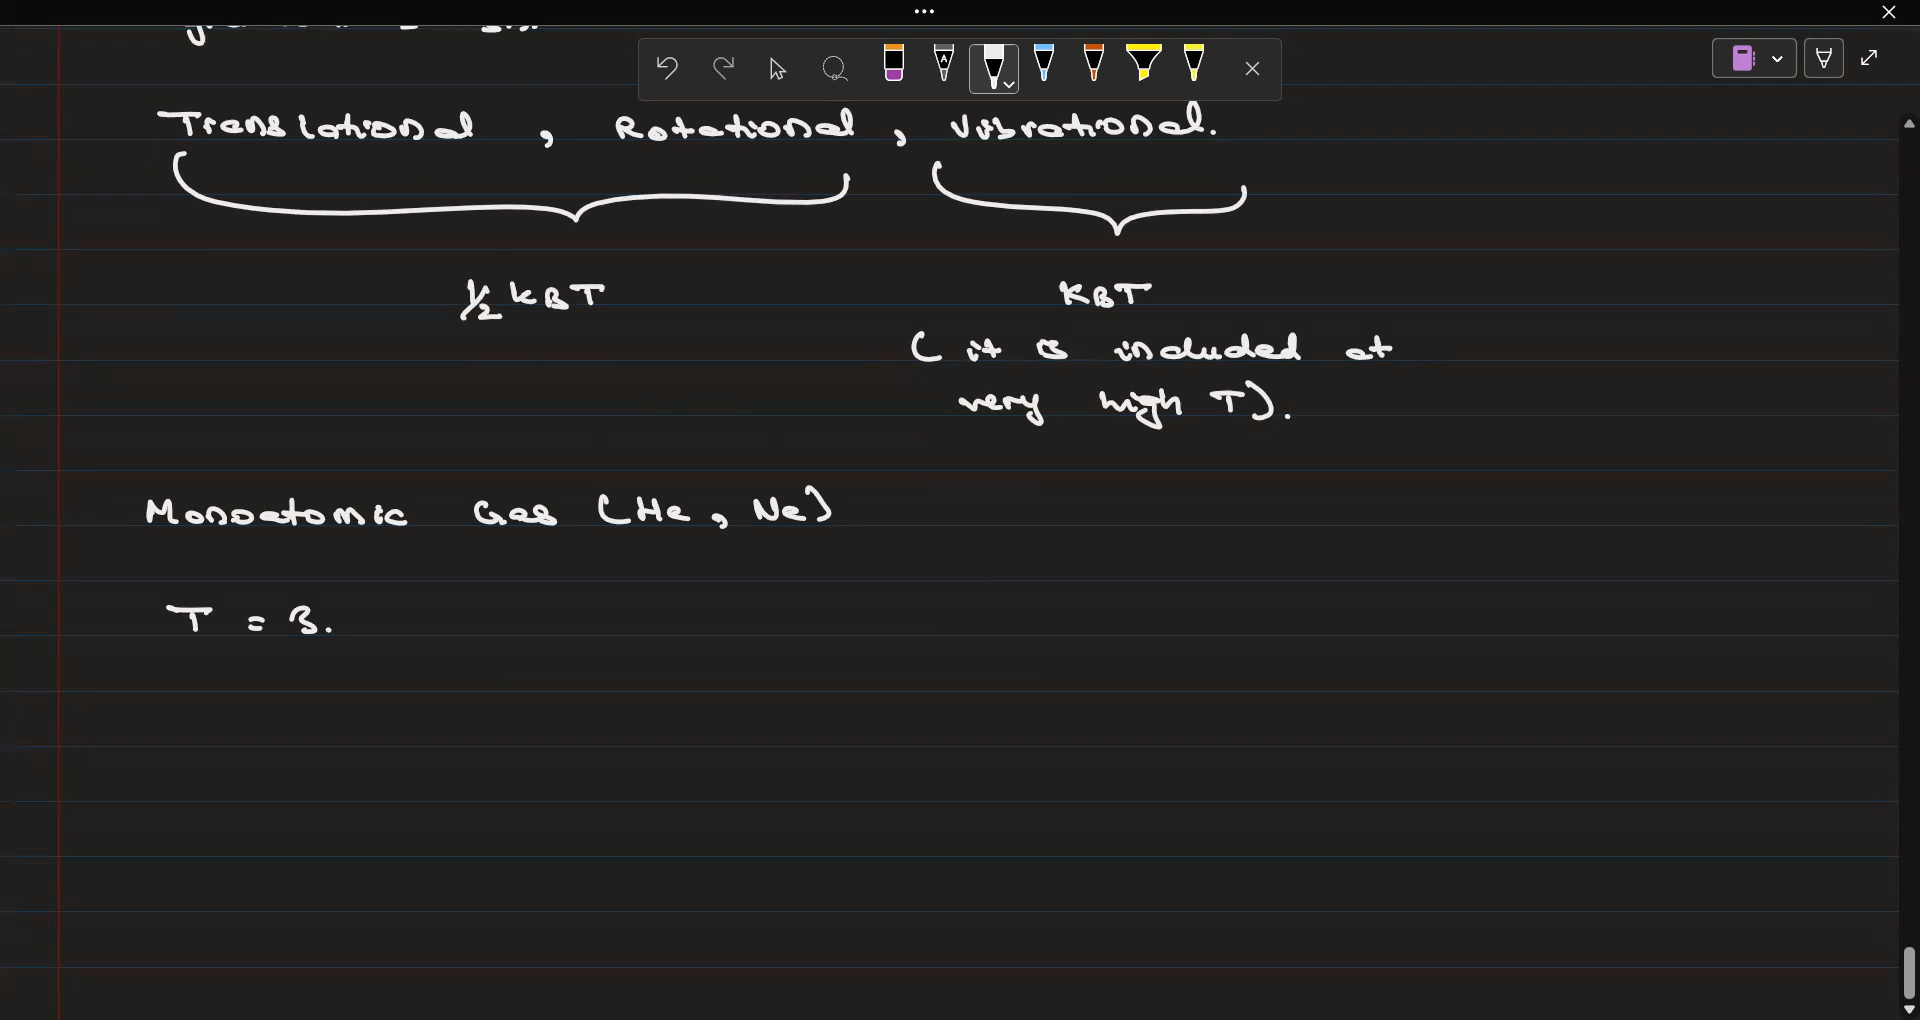 Translational , Rotational , Vibrational.
1/2 KBT KBT
( it is included at
very high T).
Monoatomic Gas (He, Ne)
T = 3.